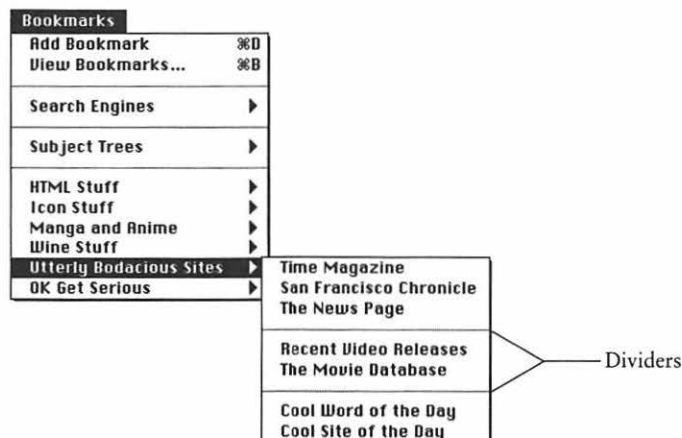 Bookmarks
Add Bookmark ⌘D
View Bookmarks... ⌘B
Search Engines
Subject Trees
HTML Stuff
Icon Stuff
Manga and Anime
Wine Stuff
Utterly Bodacious Sites
OK Get Serious
Time Magazine
San Francisco Chronicle
The News Page
Recent Video Releases
The Movie Database
Cool Word of the Day
Cool Site of the Day
Dividers